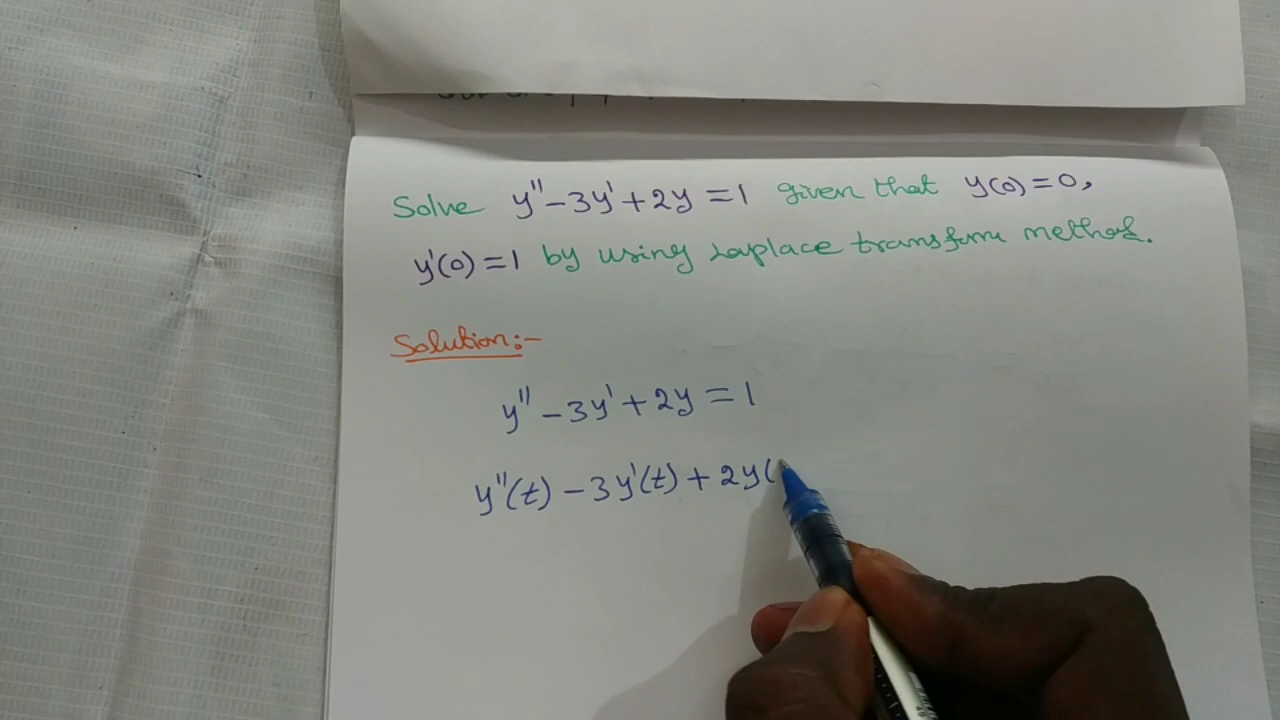 Solve y'' - 3y' + 2y = 1 given that y(0) = 0,
y'(0) = 1 by using Laplace transform method.
Solution:-
y'' - 3y' + 2y = 1
y''(t) - 3y'(t) + 2y(